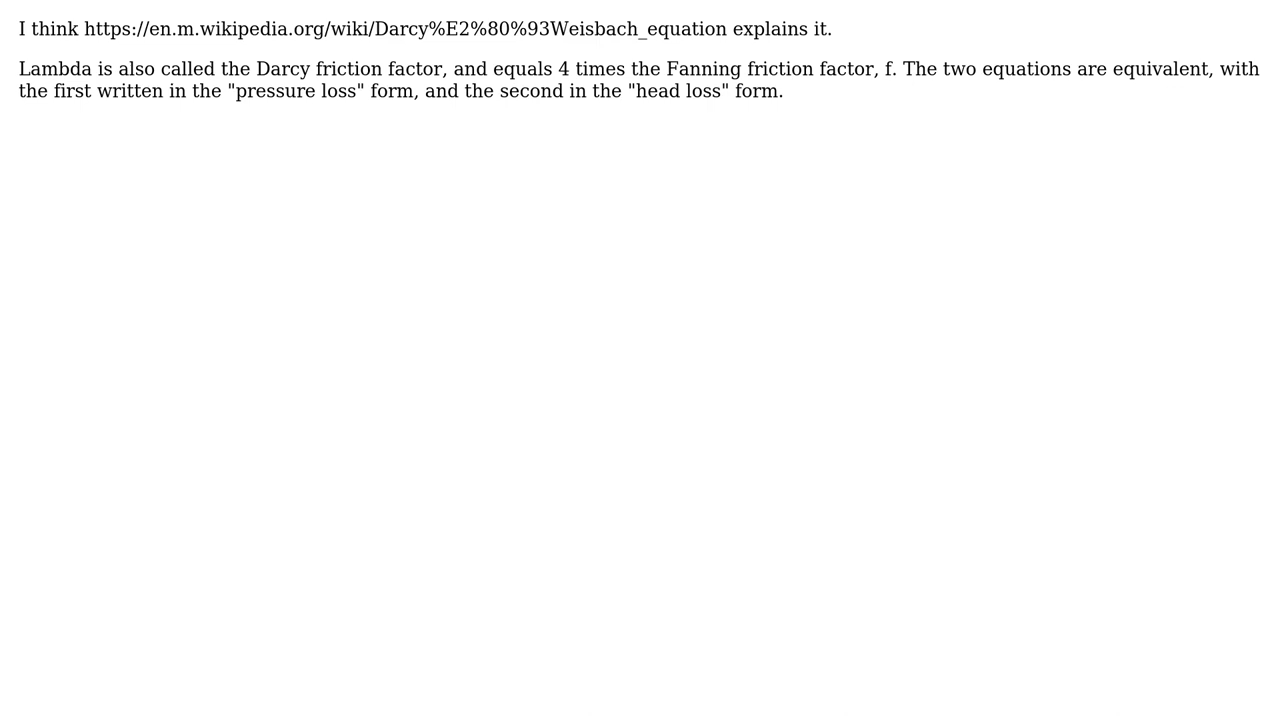 I think https://en.m.wikipedia.org/wiki/Darcy%E2%80%93Weisbach_equation explains it.
Lambda is also called the Darcy friction factor, and equals 4 times the Fanning friction factor, f. The two equations are equivalent, with
the first written in the "pressure loss" form, and the second in the "head loss" form.